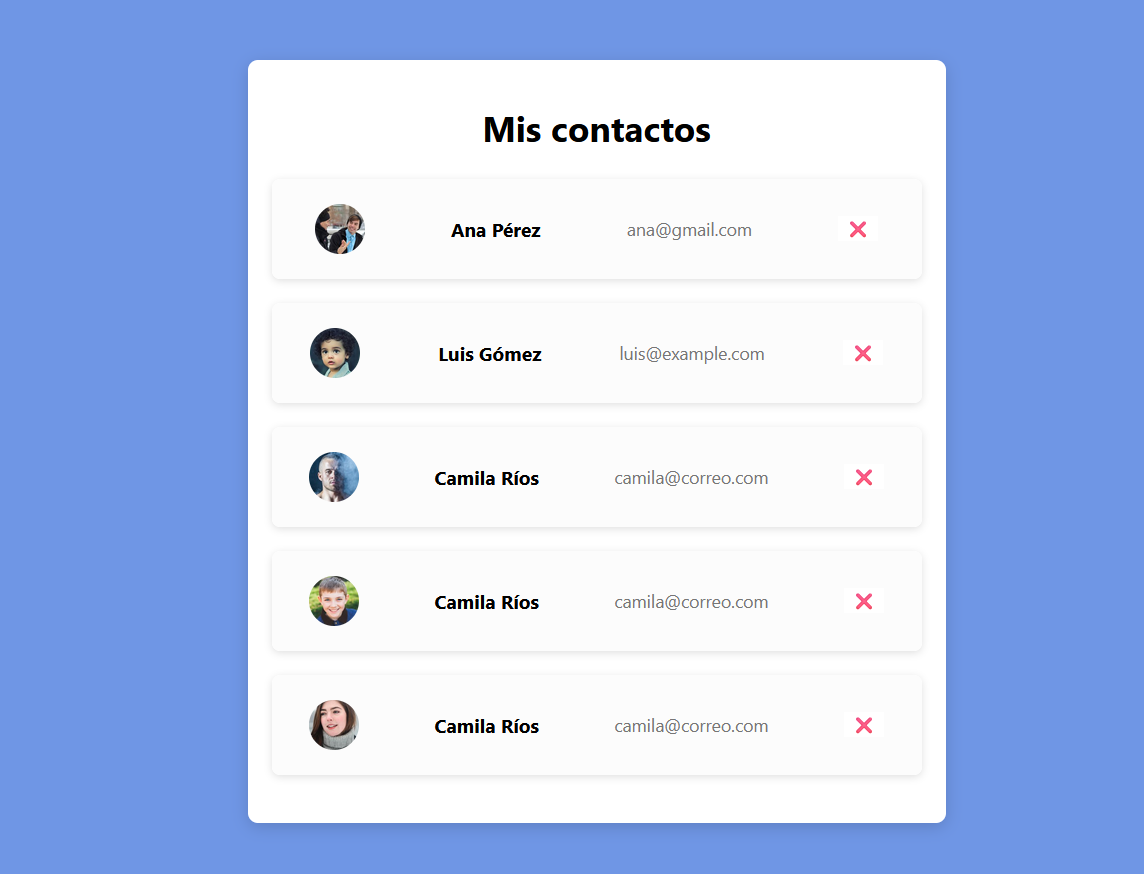 Mis contactos
Ana Pérez ana@gmail.com
Luis Gómez luis@example.com
Camila Ríos camila@correo.com
Camila Ríos camila@correo.com
Camila Ríos camila@correo.com